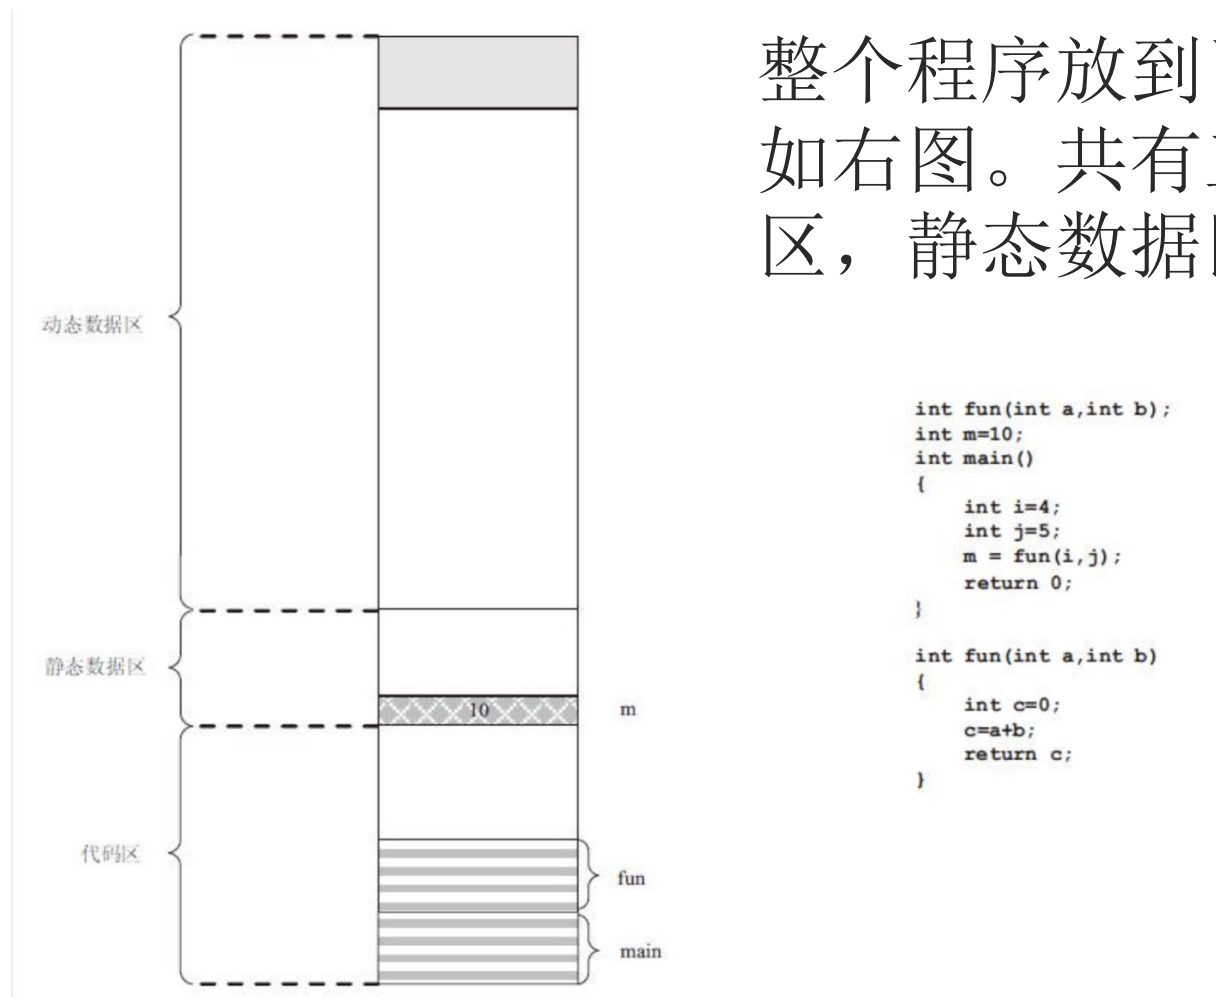 整个程序放到
如右图。共有
区，静态数据
动态数据区
静态数据区
10
m
代码区
fun
main
int fun(int a,int b);
int m=10;
int main()
{
int i=4;
int j=5;
m = fun(i,j);
return 0;
}
int fun(int a,int b)
{
int c=0;
c=a+b;
return c;
}